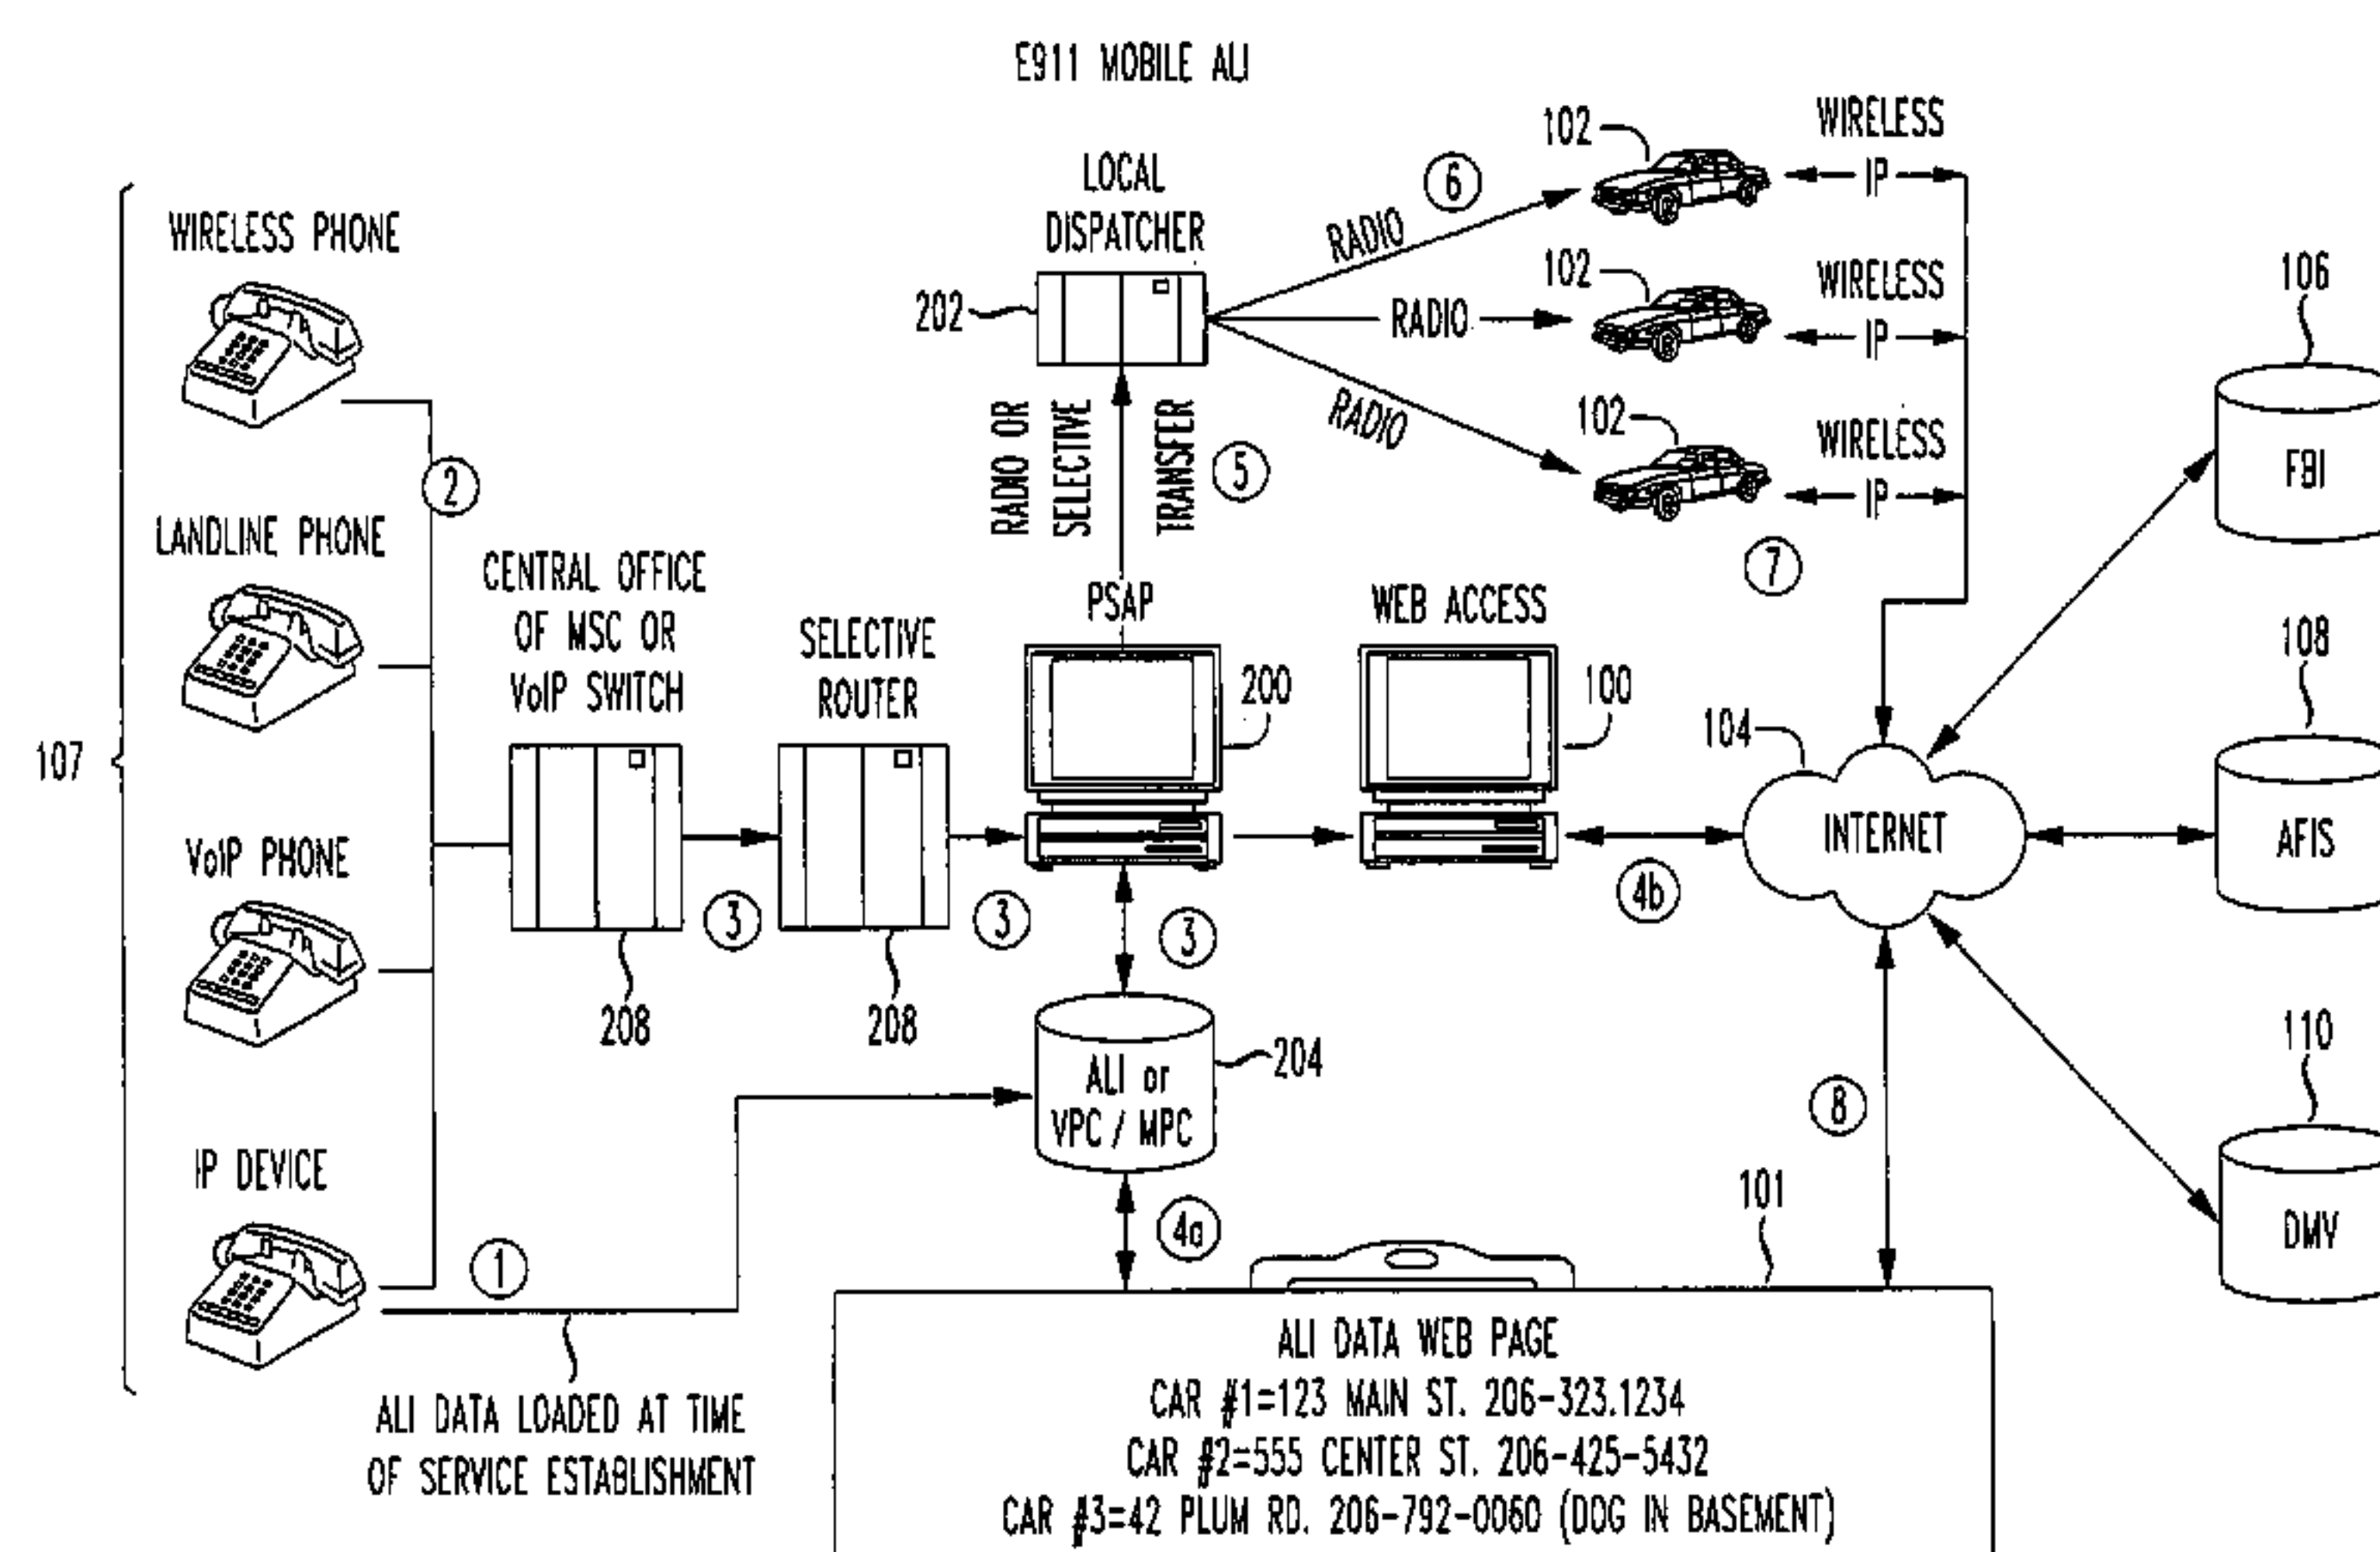 E911 MOBILE ALI
LOCAL
DISPATCHER
202
RADIO
6
RADIO
RADIO
102
102
102
WIRELESS
IP
WIRELESS
IP
WIRELESS
IP
7
RADIO OR
SELECTIVE
TRANSFER
5
107
WIRELESS PHONE
2
LANDLINE PHONE
VoIP PHONE
IP DEVICE
1
CENTRAL OFFICE
OF MSC OR
VoIP SWITCH
208
3
SELECTIVE
ROUTER
208
3
PSAP
200
3
WEB ACCESS
100
4b
104
INTERNET
106
FBI
108
AFIS
110
DMV
8
204
ALI or
VPC / MPC
4a
101
ALI DATA LOADED AT TIME
OF SERVICE ESTABLISHMENT
ALI DATA WEB PAGE
CAR #1=123 MAIN ST. 206-323.1234
CAR #2=555 CENTER ST. 206-425-5432
CAR #3=42 PLUM RD. 206-792-0060 (DOG IN BASEMENT)